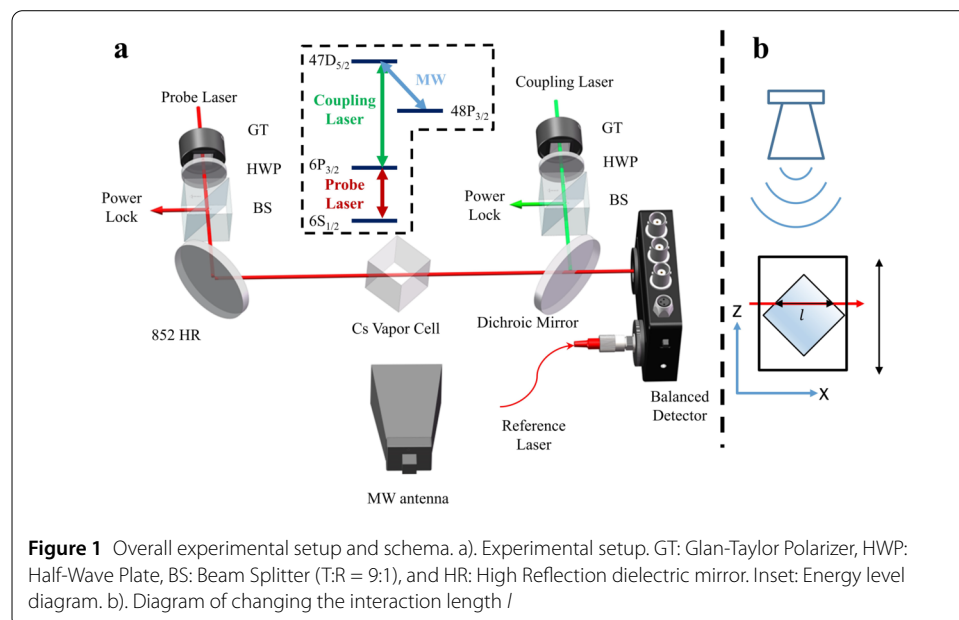 a
b
47D5/2
MW
Coupling
Laser
48P3/2
6P3/2
Probe
Laser
6S1/2
Probe Laser
GT
HWP
BS
Power
Lock
Coupling Laser
GT
HWP
BS
Power
Lock
852 HR
Cs Vapor Cell
Dichroic Mirror
Balanced
Detector
Reference
Laser
MW antenna
l
Z
X
Figure 1 Overall experimental setup and schema. a). Experimental setup. GT: Glan-Taylor Polarizer, HWP:
Half-Wave Plate, BS: Beam Splitter (T:R = 9:1), and HR: High Reflection dielectric mirror. Inset: Energy level
diagram. b). Diagram of changing the interaction length l